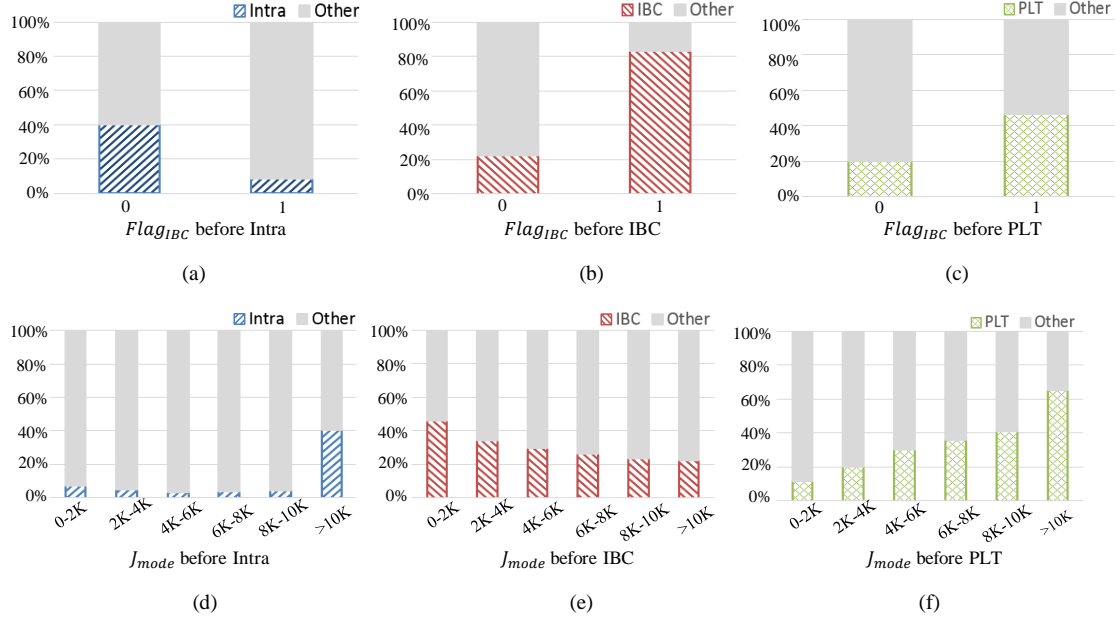 Intra Other
100%
80%
60%
40%
20%
0%
0 1
Flag_IBC before Intra
(a)
IBC Other
100%
80%
60%
40%
20%
0%
0 1
Flag_IBC before IBC
(b)
PLT Other
100%
80%
60%
40%
20%
0%
0 1
Flag_IBC before PLT
(c)
Intra Other
100%
80%
60%
40%
20%
0%
0-2K 2K-4K 4K-6K 6K-8K 8K-10K >10K
J_mode before Intra
(d)
IBC Other
100%
80%
60%
40%
20%
0%
0-2K 2K-4K 4K-6K 6K-8K 8K-10K >10K
J_mode before IBC
(e)
PLT Other
100%
80%
60%
40%
20%
0%
0-2K 2K-4K 4K-6K 6K-8K 8K-10K >10K
J_mode before PLT
(f)